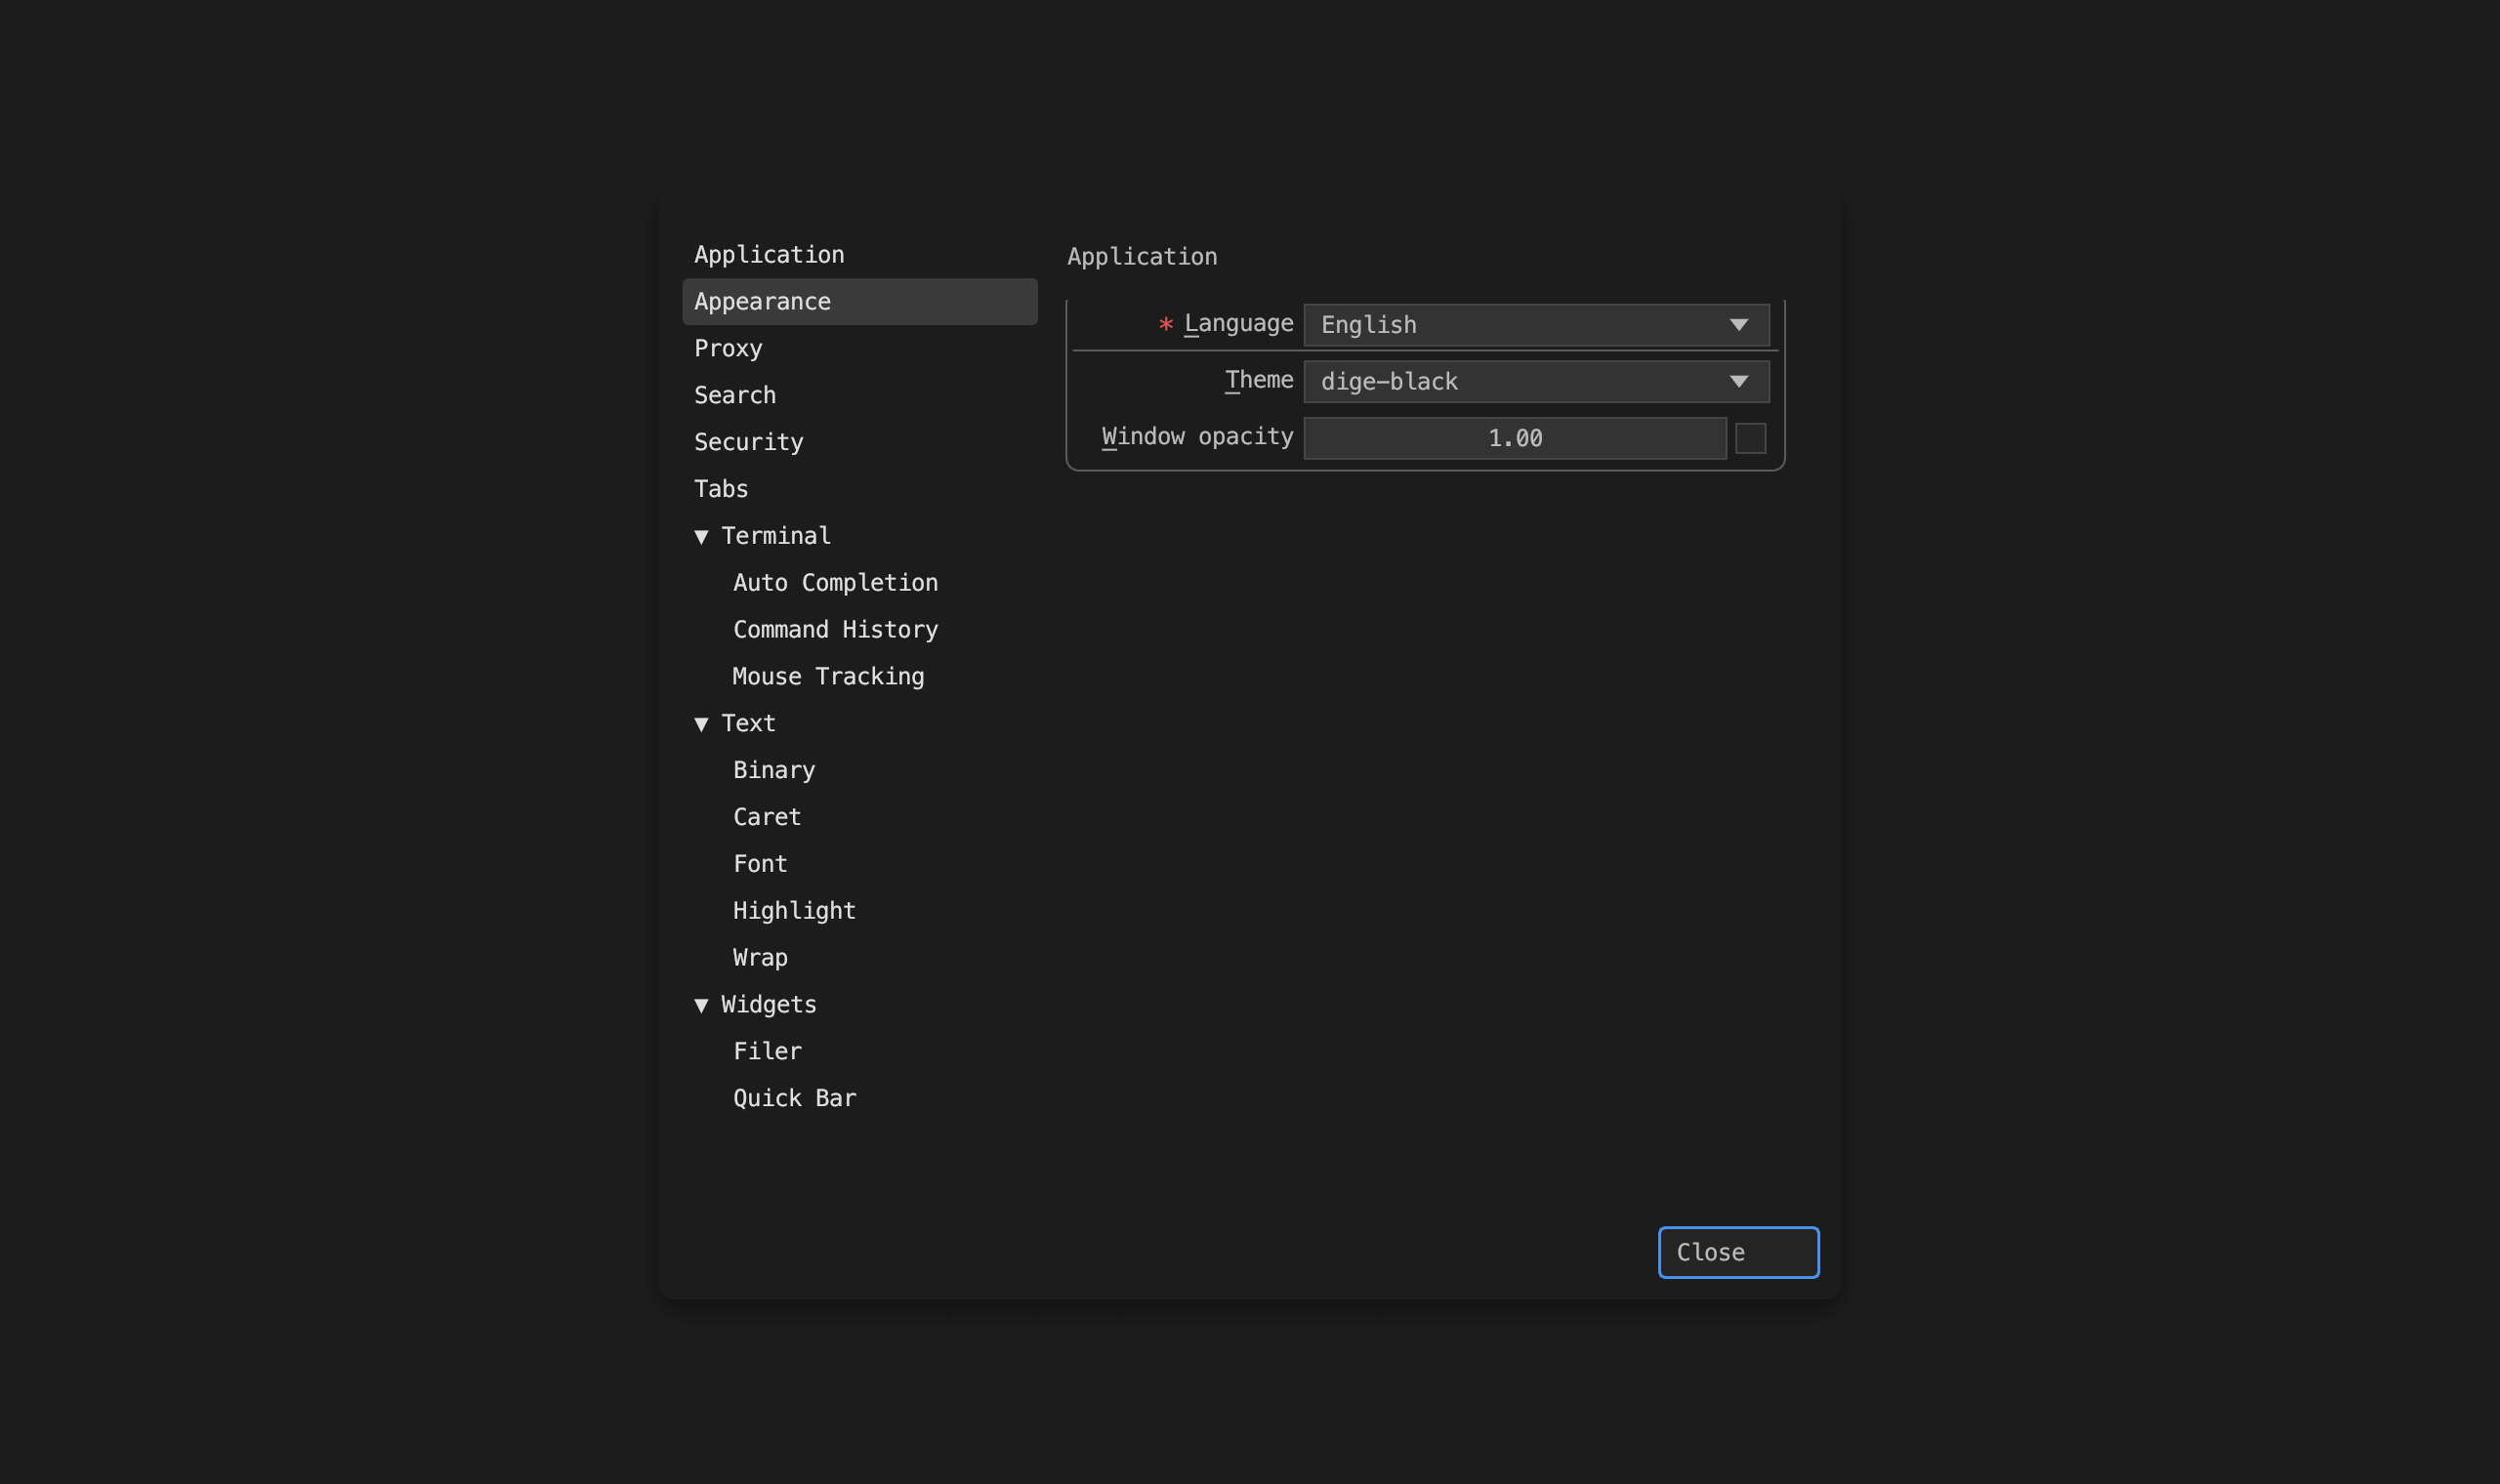 Application
Appearance
Proxy
Search
Security
Tabs
▼ Terminal
Auto Completion
Command History
Mouse Tracking
▼ Text
Binary
Caret
Font
Highlight
Wrap
▼ Widgets
Filer
Quick Bar
Application
* Language English
Theme dige-black
Window opacity 1.00
Close